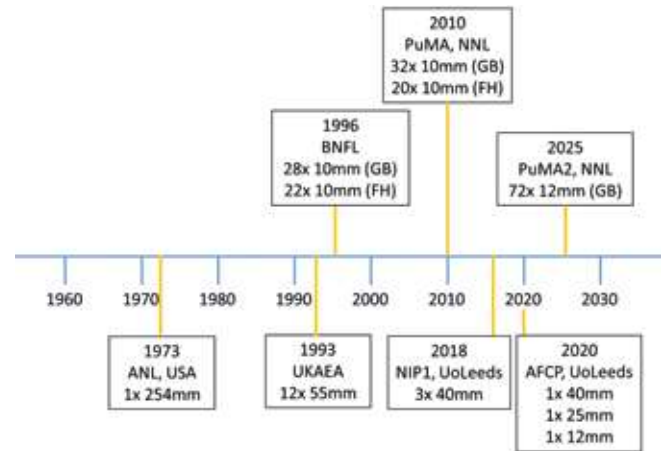 2010
PuMA, NNL
32x 10mm (GB)
20x 10mm (FH)
1996
BNFL
28x 10mm (GB)
22x 10mm (FH)
2025
PuMA2, NNL
72x 12mm (GB)
1960 1970 1980 1990 2000 2010 2020 2030
1973
ANL, USA
1x 254mm
1993
UKAEA
12x 55mm
2018
NIP1, UoLeeds
3x 40mm
2020
AFCP, UoLeeds
1x 40mm
1x 25mm
1x 12mm